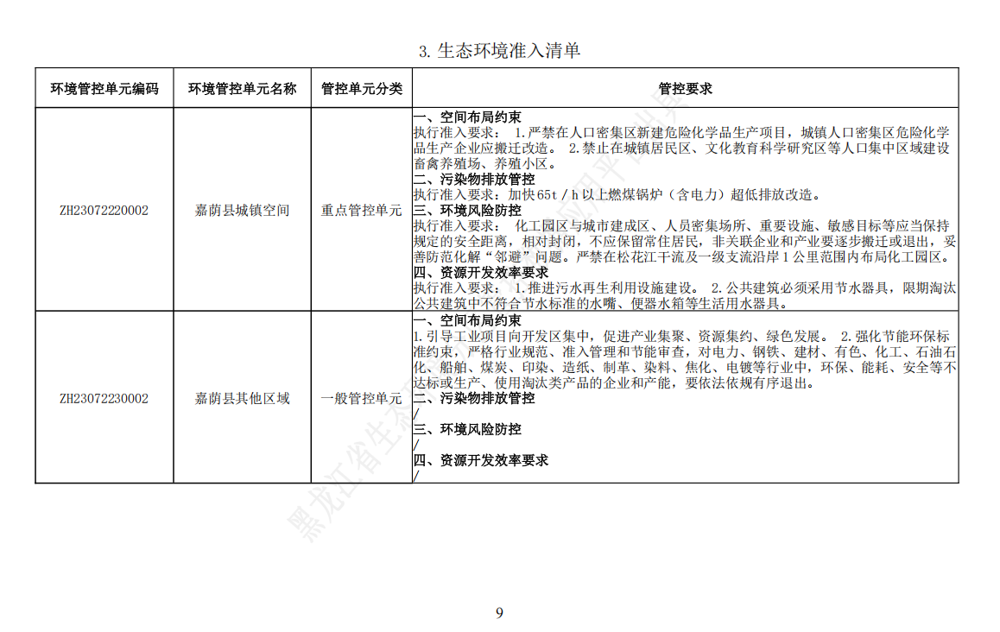 3. 生态环境准入清单
环境管控单元编码 环境管控单元名称 管控单元分类 管控要求
ZH23072220002 嘉荫县城镇空间 重点管控单元
一、空间布局约束
执行准入要求： 1.严禁在人口密集区新建危险化学品生产项目，城镇人口密集区危险化学
品生产企业应搬迁改造。 2.禁止在城镇居民区、文化教育科学研究区等人口集中区域建设
畜禽养殖场、养殖小区。
二、污染物排放管控
执行准入要求：加快65t/h以上燃煤锅炉（含电力）超低排放改造。
三、环境风险防控
执行准入要求： 化工园区与城市建成区、人员密集场所、重要设施、敏感目标等应当保持
规定的安全距离，相对封闭，不应保留常住居民，非关联企业和产业要逐步搬迁或退出，妥
善防范化解“邻避”问题。严禁在松花江干流及一级支流沿岸1公里范围内布局化工园区。
四、资源开发效率要求
执行准入要求： 1.推进污水再生利用设施建设。 2.公共建筑必须采用节水器具，限期淘汰
公共建筑中不符合节水标准的水嘴、便器水箱等生活用水器具。
ZH23072230002 嘉荫县其他区域 一般管控单元
一、空间布局约束
1.引导工业项目向开发区集中，促进产业集聚、资源集约、绿色发展。 2.强化节能环保标
准约束，严格行业规范、准入管理和节能审查，对电力、钢铁、建材、有色、化工、石油石
化、船舶、煤炭、印染、造纸、制革、染料、焦化、电镀等行业中，环保、能耗、安全等不
达标或生产、使用淘汰类产品的企业和产能，要依法依规有序退出。
二、污染物排放管控
/
三、环境风险防控
/
四、资源开发效率要求
/
9